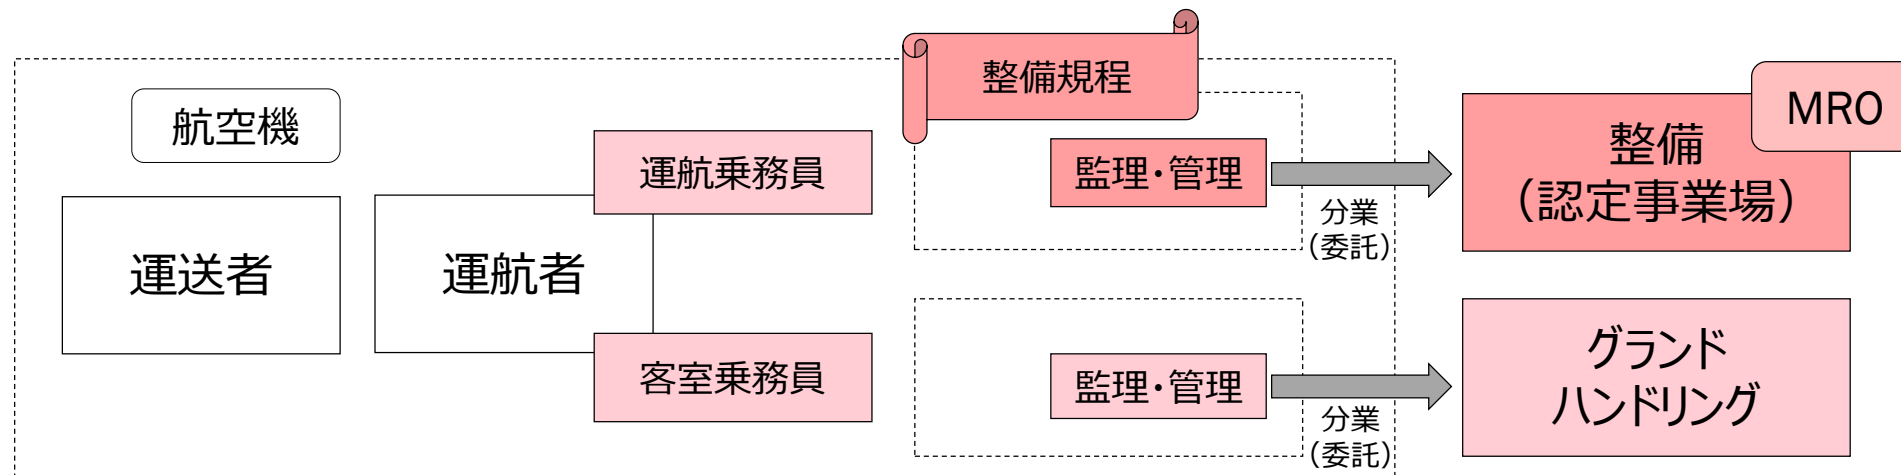 整備規程
航空機
MRO
運航乗務員
監理・管理
整備
（認定事業場）
分業
（委託）
運送者
運航者
客室乗務員
監理・管理
グランド
ハンドリング
分業
（委託）